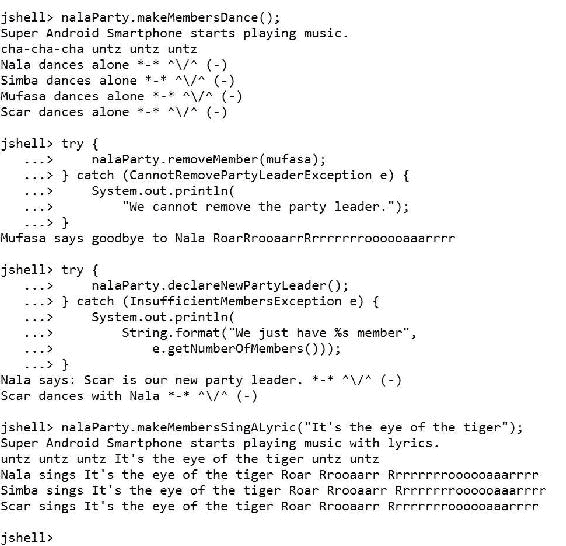 jshell> nalaParty.makeMembersDance();
Super Android Smartphone starts playing music.
cha-cha-cha untz untz untz
Nala dances alone *-* ^\/^ (-)
Simba dances alone *-* ^\/^ (-)
Mufasa dances alone *-* ^\/^ (-)
Scar dances alone *-* ^\/^ (-)
jshell> try {
...> nalaParty.removeMember(mufasa);
...> } catch (CannotRemovePartyLeaderException e) {
...> System.out.println(
...> "We cannot remove the party leader.");
...> }
Mufasa says goodbye to Nala RoarRrooaarrRrrrrrrroooooaaarrrr
jshell> try {
...> nalaParty.declareNewPartyLeader();
...> } catch (InsufficientMembersException e) {
...> System.out.println(
...> String.format("We just have %s member",
...> e.getNumberOfMembers()));
...> }
Nala says: Scar is our new party leader. *-* ^\/^ (-)
Scar dances with Nala *-* ^\/^ (-)
jshell> nalaParty.makeMembersSingALyric("It's the eye of the tiger");
Super Android Smartphone starts playing music with lyrics.
untz untz untz It's the eye of the tiger untz untz
Nala sings It's the eye of the tiger Roar Rrooaarr Rrrrrrrroooooaaarrrr
Simba sings It's the eye of the tiger Roar Rrooaarr Rrrrrrrroooooaaarrrr
Scar sings It's the eye of the tiger Roar Rrooaarr Rrrrrrrroooooaaarrrr
jshell>